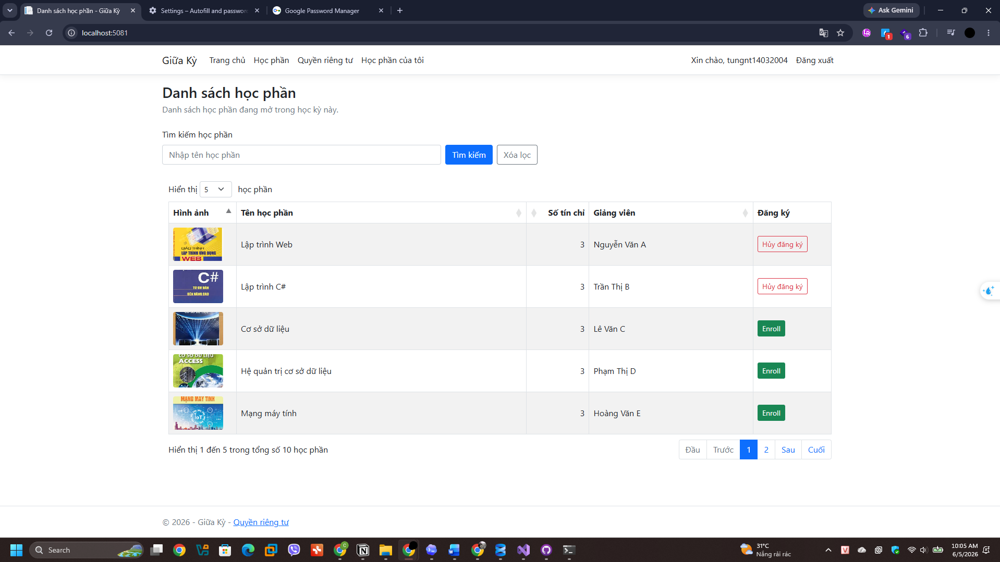 Danh sách học phần - Giữa Kỳ
Settings – Autofill and passwor
Google Password Manager
Ask Gemini
localhost:5081
1
6
Giữa Kỳ Trang chủ Học phần Quyền riêng tư Học phần của tôi Xin chào, tungnt14032004 Đăng xuất
Danh sách học phần
Danh sách học phần đang mở trong học kỳ này.
Tìm kiếm học phần
Nhập tên học phần Tìm kiếm Xóa lọc
Hiển thị 5 học phần
Hình ảnh Tên học phần Số tín chỉ Giảng viên Đăng ký
GIÁO TRÌNH
LẬP TRÌNH ỨNG DỤNG
WEB
Lập trình Web 3 Nguyễn Văn A Hủy đăng ký
C#
TỪ CƠ BẢN
ĐẾN NÂNG CAO
Lập trình C# 3 Trần Thị B Hủy đăng ký
Cơ sở dữ liệu 3 Lê Văn C Enroll
CƠ SỞ DỮ LIỆU
ACCESS
Hệ quản trị cơ sở dữ liệu 3 Phạm Thị D Enroll
MẠNG MÁY TÍNH
IoT
Mạng máy tính 3 Hoàng Văn E Enroll
Hiển thị 1 đến 5 trong tổng số 10 học phần Đầu Trước 1 2 Sau Cuối
© 2026 - Giữa Kỳ - Quyền riêng tư
Search
31°C
Nắng rải rác
10:05 AM
6/5/2026